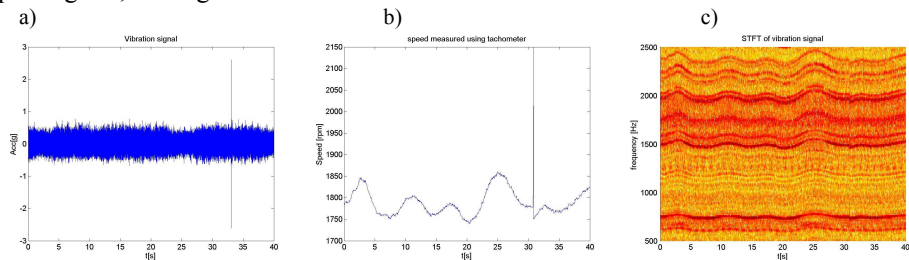 a) b) c)
Vibration signal
3
2
1
0
-1
-2
-3
Acc[g]
0 5 10 15 20 25 30 35 40
t[s]
speed measured using tachometer
2150
2100
2050
2000
1950
1900
1850
1800
1750
1700
Speed [rpm]
0 5 10 15 20 25 30 35 40
t[s]
STFT of vibration signal
2500
2000
1500
1000
500
frequency [Hz]
0 5 10 15 20 25 30 35 40
t[s]